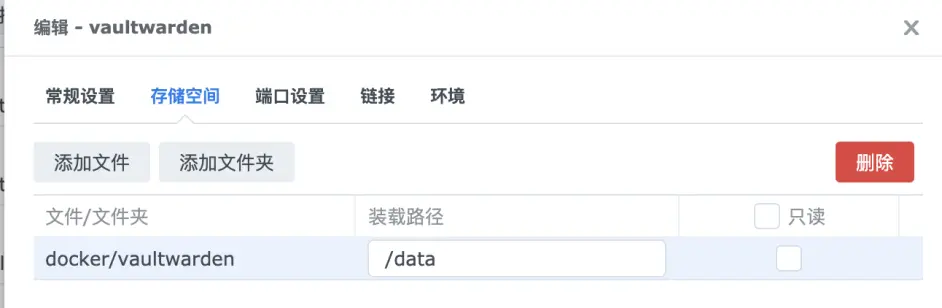 编辑 - vaultwarden
常规设置 存储空间 端口设置 链接 环境
添加文件 添加文件夹 删除
文件/文件夹 装载路径 只读
docker/vaultwarden /data